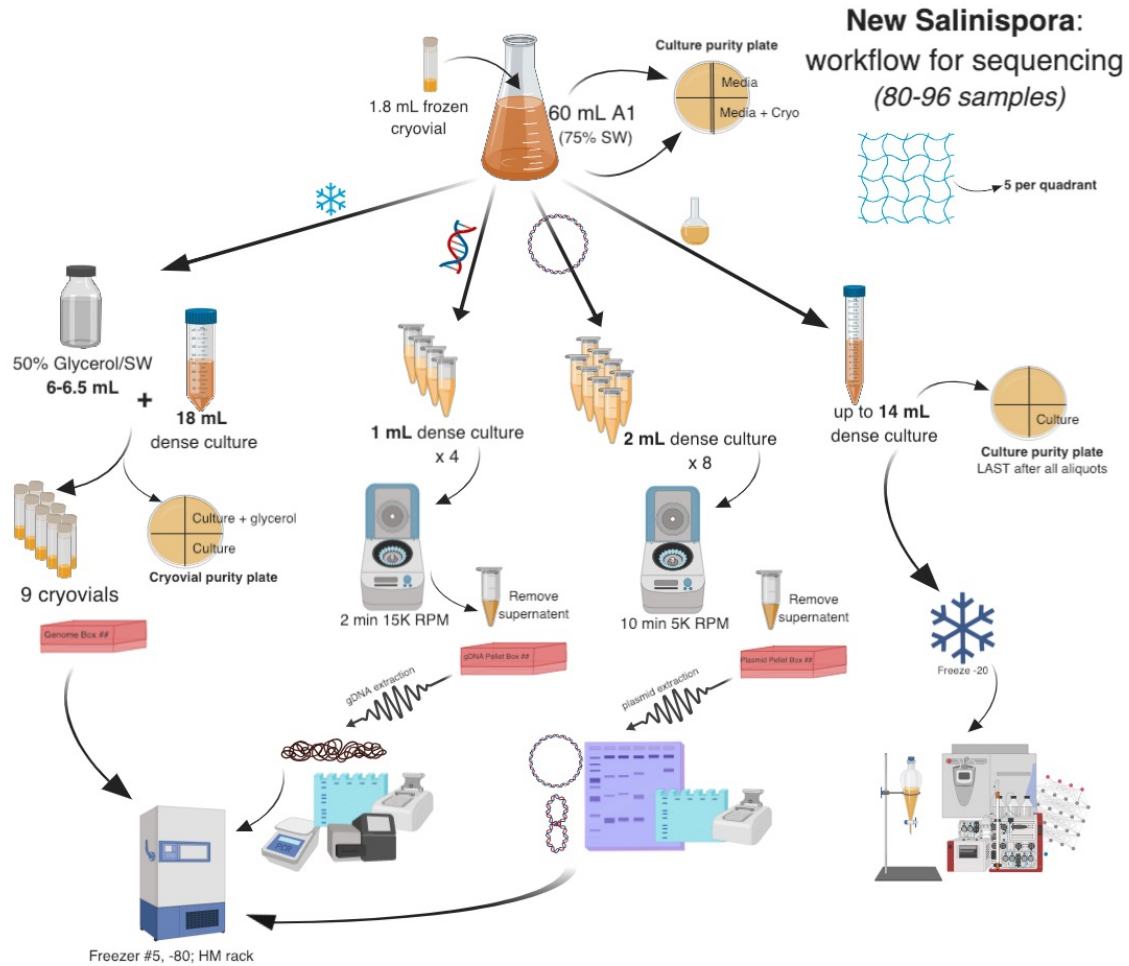 New Salinispora:
workflow for sequencing
(80-96 samples)
5 per quadrant
1.8 mL frozen
cryovial
60 mL A1
(75% SW)
Culture purity plate
Media
Media + Cryo
50% Glycerol/SW
6-6.5 mL
+
18 mL
dense culture
Culture + glycerol
Culture
Cryovial purity plate
9 cryovials
Genome Box ##
1 mL dense culture
x 4
2 min 15K RPM
Remove
supernatent
gDNA Pellet Box ##
gDNA extraction
2 mL dense culture
x 8
10 min 5K RPM
Remove
supernatent
Plasmid Pellet Box ##
plasmid extraction
up to 14 mL
dense culture
Culture
Culture purity plate
LAST after all aliquots
Freeze -20
PCR
Freezer #5, -80; HM rack